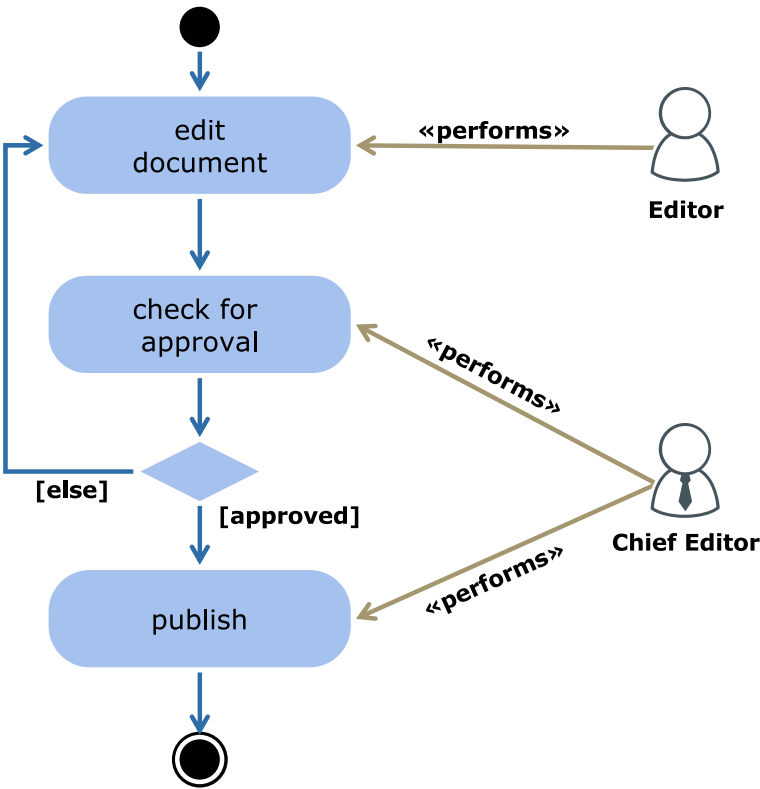 edit
document
«performs»
Editor
check for
approval
«performs»
[else]
[approved]
Chief Editor
«performs»
publish